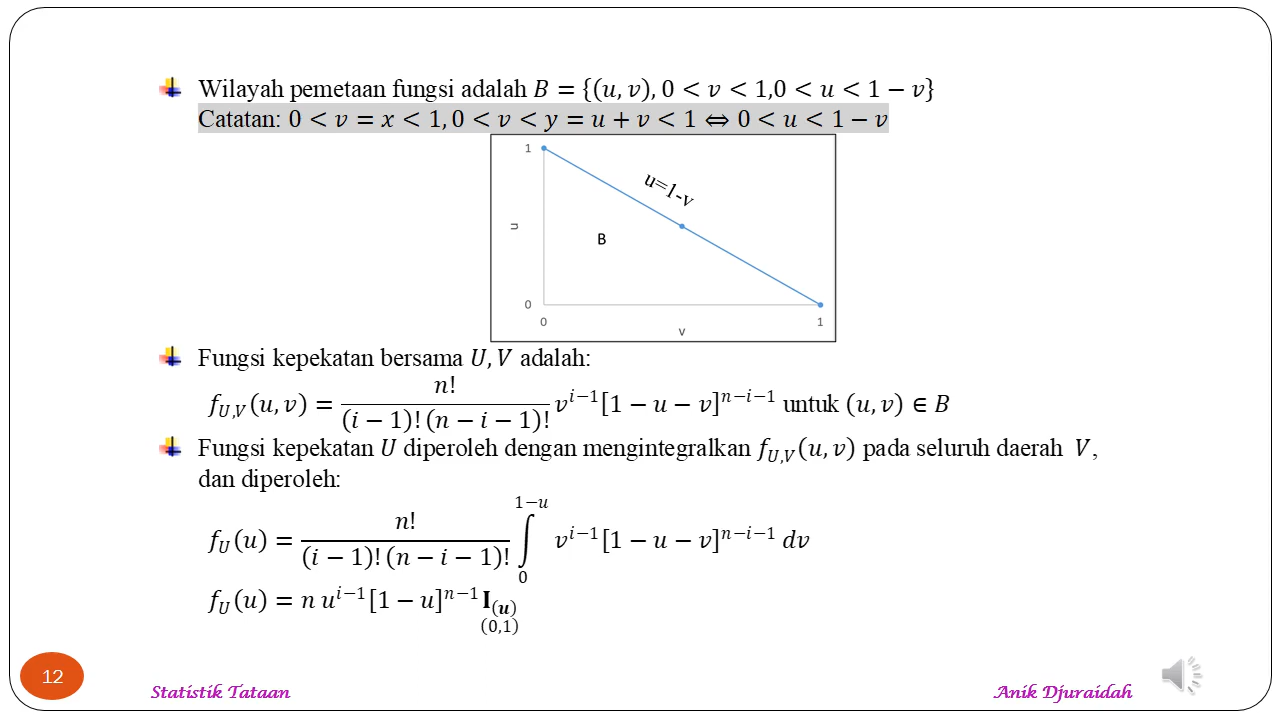 Wilayah pemetaan fungsi adalah B = {(u, v), 0 < v < 1,0 < u < 1 − v}
Catatan: 0 < v = x < 1, 0 < v < y = u + v < 1 ⇔ 0 < u < 1 − v
1
u=1-v
u
B
0
0
1
v
Fungsi kepekatan bersama U, V adalah:
f_{U,V}(u, v) = \frac{n!}{(i − 1)! (n − i − 1)!} v^{i−1}[1 − u − v]^{n−i−1} untuk (u, v) ∈ B
Fungsi kepekatan U diperoleh dengan mengintegralkan f_{U,V}(u, v) pada seluruh daerah V,
dan diperoleh:
f_U(u) = \frac{n!}{(i − 1)! (n − i − 1)!} \int_0^{1−u} v^{i−1}[1 − u − v]^{n−i−1} dv
f_U(u) = n u^{i−1}[1 − u]^{n−1} I_{(u)}
(0,1)
12
Statistik Tataan
Anik Djuraidah